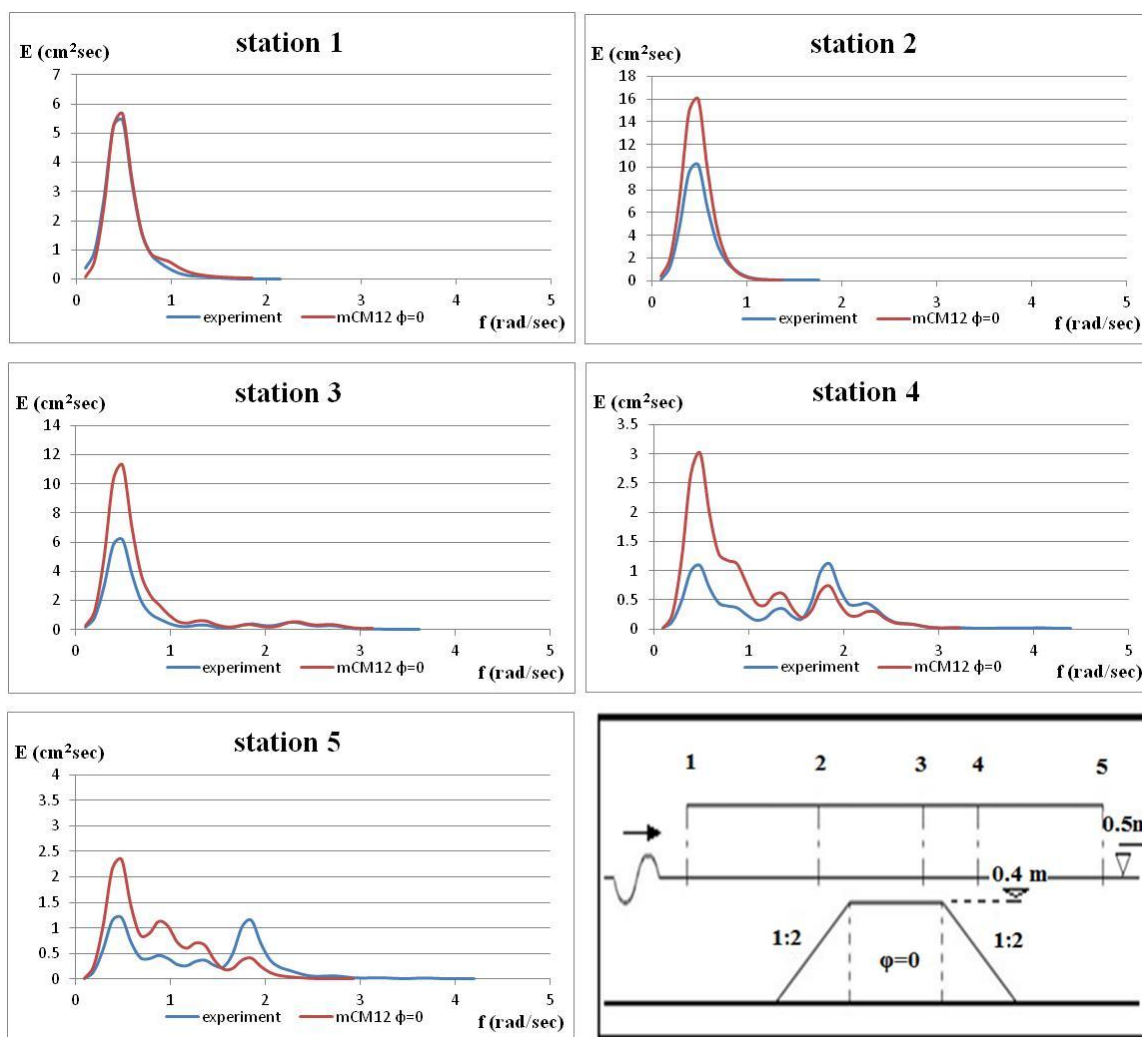 station 1
E (cm²sec)
7
6
5
4
3
2
1
0
0 1 2 3 4 5
experiment mCM12 ϕ=0 f (rad/sec)
station 2
E (cm²sec)
18
16
14
12
10
8
6
4
2
0
0 1 2 3 4 5
experiment mCM12 ϕ=0 f (rad/sec)
station 3
E (cm²sec)
14
12
10
8
6
4
2
0
0 1 2 3 4 5
experiment mCM12 ϕ=0 f (rad/sec)
station 4
E (cm²sec)
3.5
3
2.5
2
1.5
1
0.5
0
0 1 2 3 4 5
experiment mCM12 ϕ=0 f (rad/sec)
station 5
E (cm²sec)
4
3.5
3
2.5
2
1.5
1
0.5
0
0 1 2 3 4 5
experiment mCM12 ϕ=0 f (rad/sec)
1 2 3 4 5
0.5m
0.4 m
1:2 φ=0 1:2